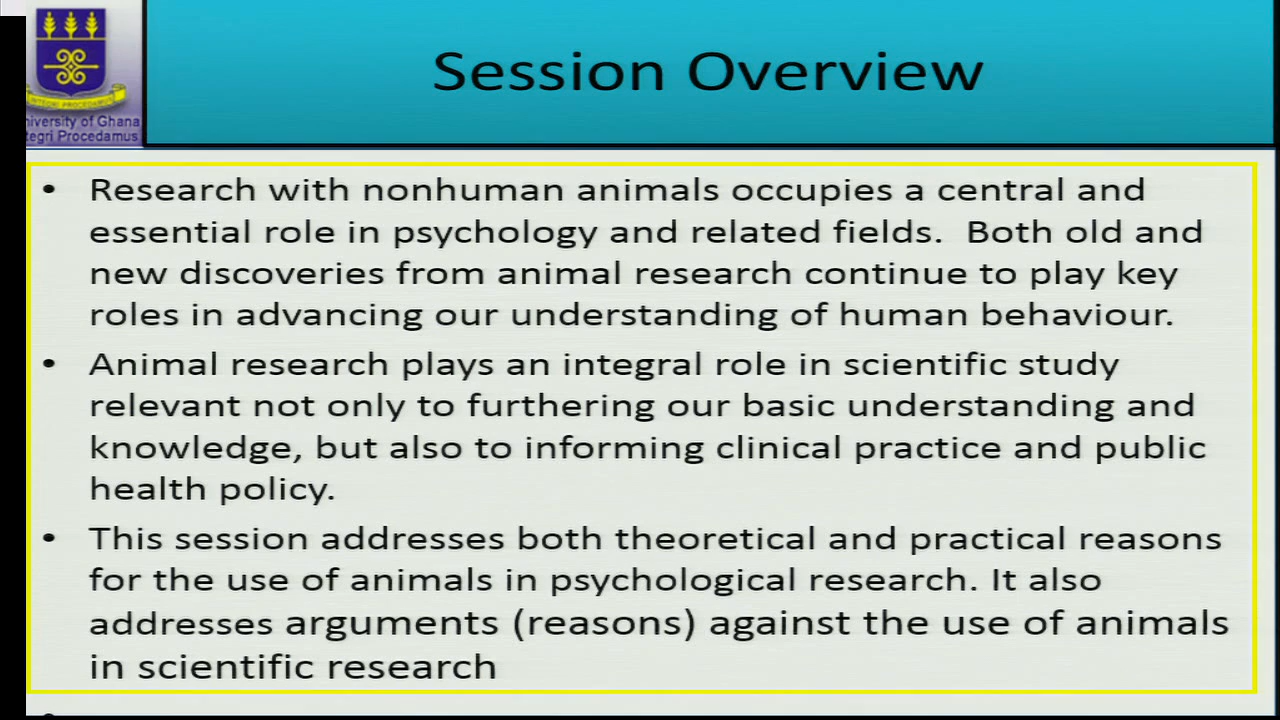 Session Overview
INTEGRI PROCEDAMUS
niversity of Ghana
tegri Procedamus
• Research with nonhuman animals occupies a central and
essential role in psychology and related fields.  Both old and
new discoveries from animal research continue to play key
roles in advancing our understanding of human behaviour.
• Animal research plays an integral role in scientific study
relevant not only to furthering our basic understanding and
knowledge, but also to informing clinical practice and public
health policy.
• This session addresses both theoretical and practical reasons
for the use of animals in psychological research. It also
addresses arguments (reasons) against the use of animals
in scientific research